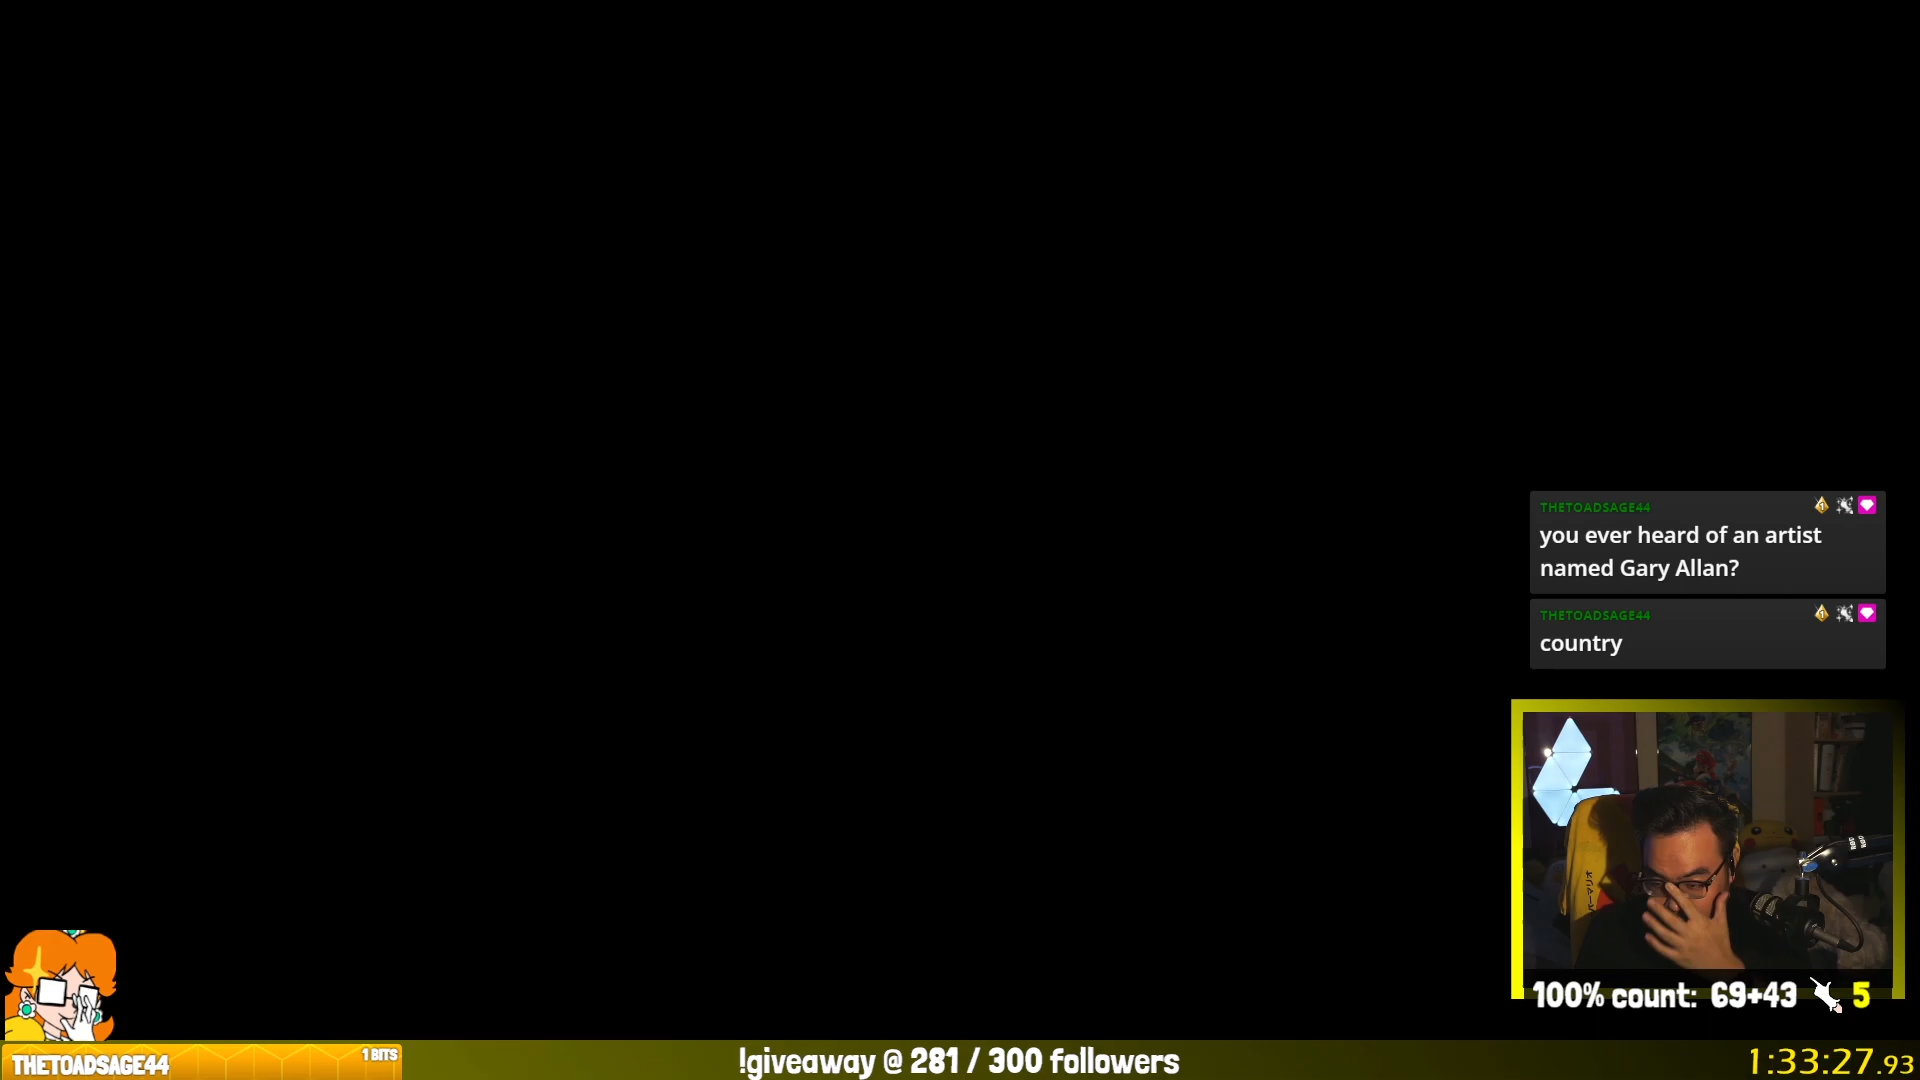 THETOADSAGE44
you ever heard of an artist
named Gary Allan?
THETOADSAGE44
country
100% count: 69+43 5
THETOADSAGE44
1 BITS
!giveaway @ 281 / 300 followers
1:33:27.93